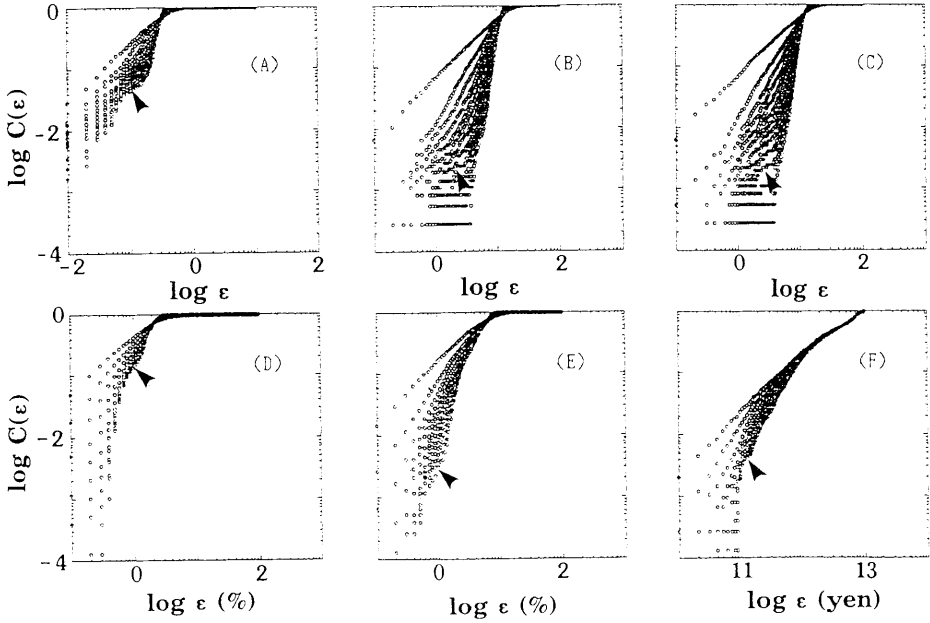 0
(A)
(B)
(C)
-2
log C(ε)
-4
-2 0 2
0 2
0 2
log ε
log ε
log ε
0
(D)
(E)
(F)
-2
log C(ε)
-4
0 2
0 2
11 13
log ε (%)
log ε (%)
log ε (yen)